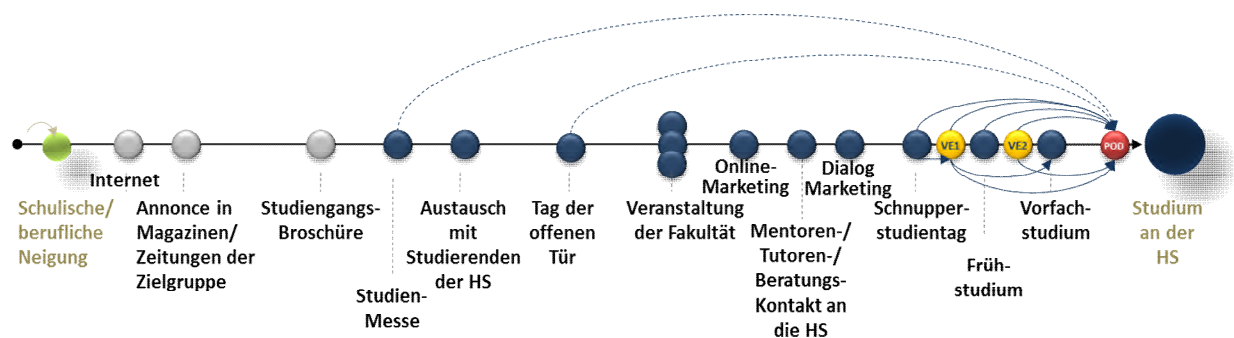 VE1
VE2
POD
Internet
Online-
Marketing
Dialog
Marketing
Schulische/
berufliche
Neigung
Annonce in
Magazinen/
Zeitungen der
Zielgruppe
Studiengangs-
Broschüre
Studien-
Messe
Austausch
mit
Studierenden
der HS
Tag der
offenen
Tür
Veranstaltung
der Fakultät
Mentoren-/
Tutoren-/
Beratungs-
Kontakt an
die HS
Schnupper-
studientag
Früh-
studium
Vorfach-
studium
Studium
an der
HS